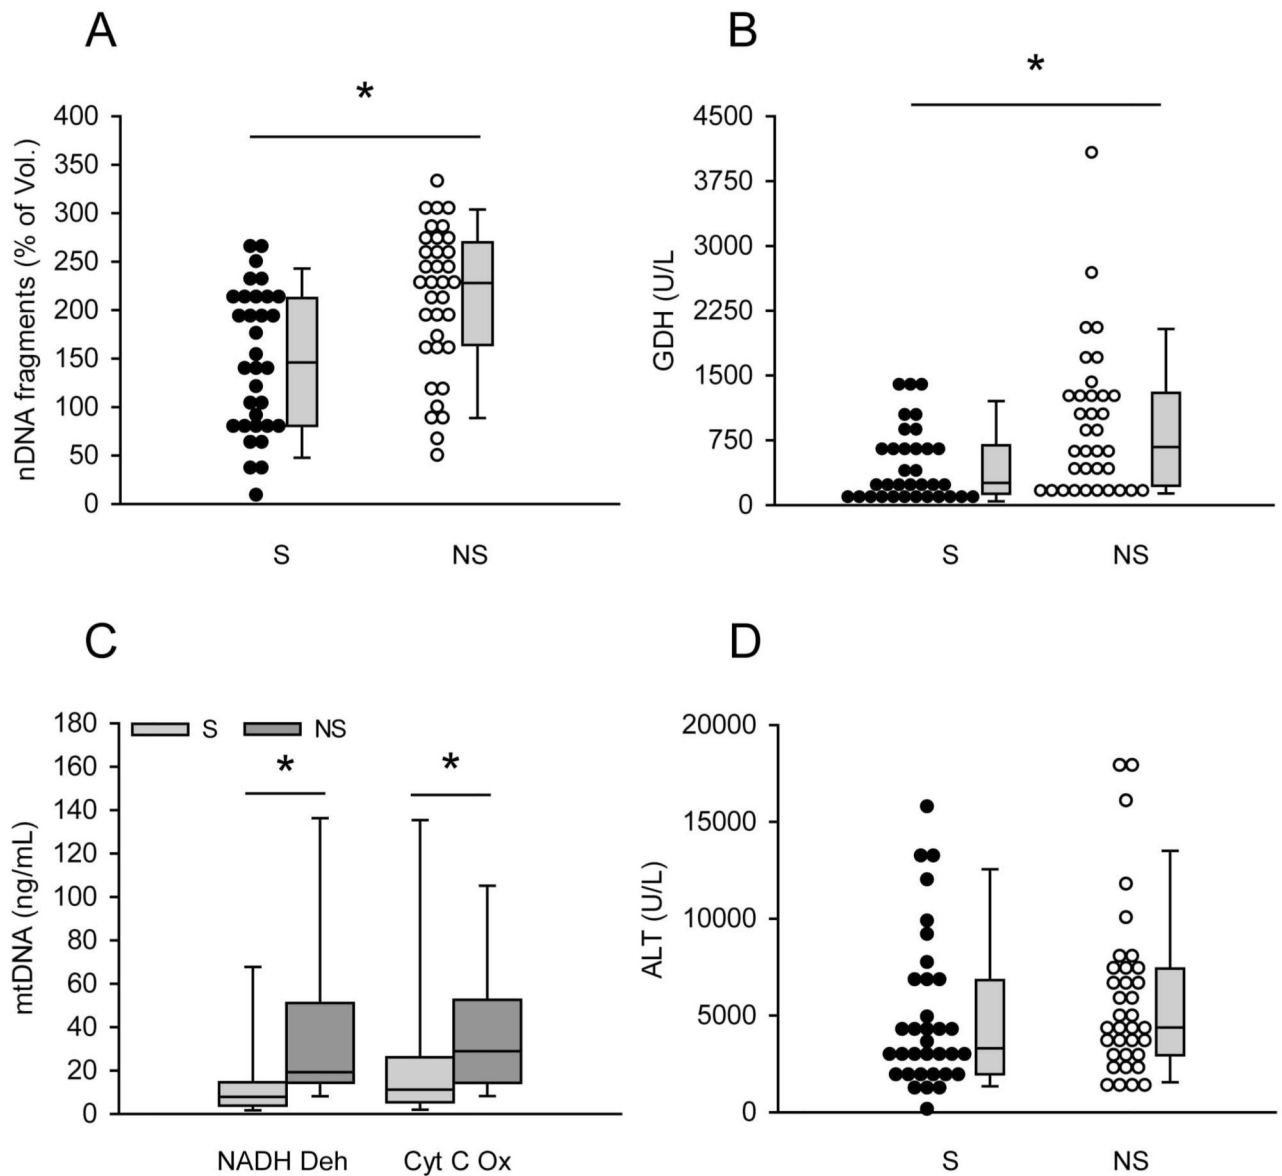 A
*
nDNA fragments (% of Vol.)
400
350
300
250
200
150
100
50
0
S NS
B
*
GDH (U/L
4500
3750
3000
2250
1500
750
0
S NS
C
S NS
* *
mtDNA (ng/mL)
180
160
140
120
100
80
60
40
20
0
NADH Deh Cyt C Ox
D
ALT (U/L)
20000
15000
10000
5000
0
S NS